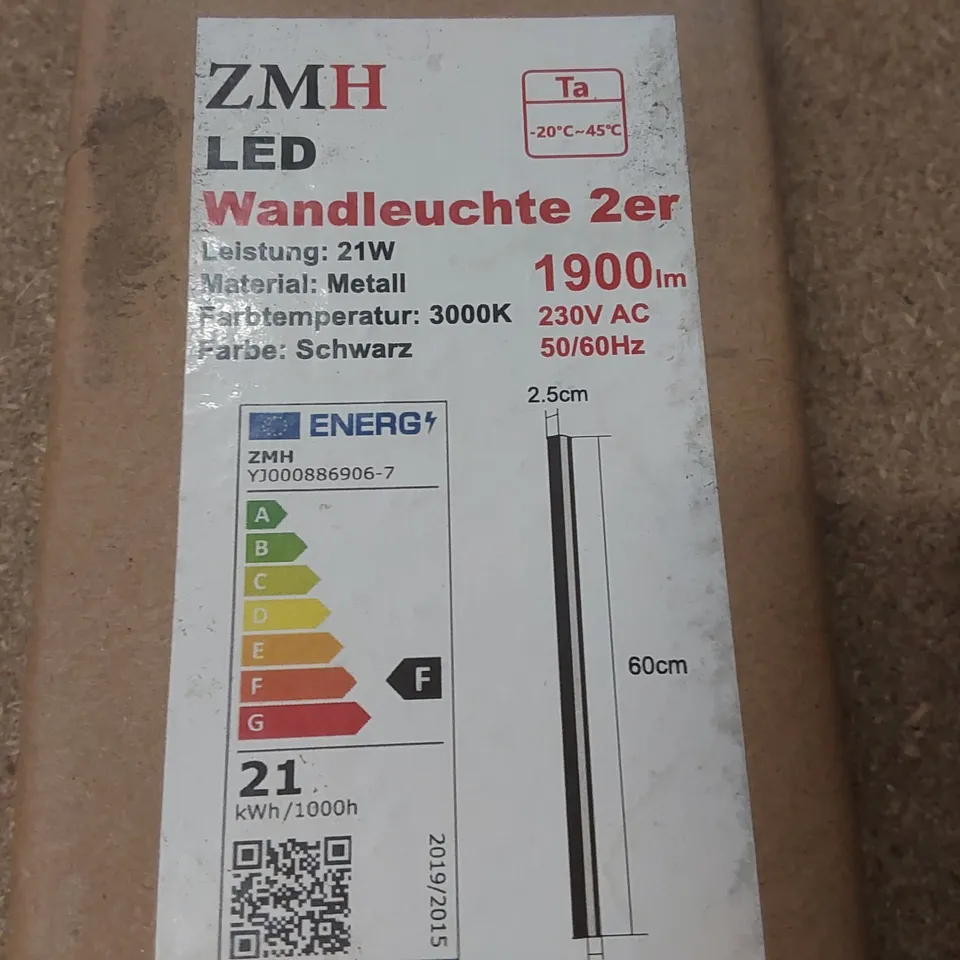 ZMH
Ta
-20°C~45°C
LED
Wandleuchte 2er
Leistung: 21W
Material: Metall
Farbtemperatur: 3000K
Farbe: Schwarz
1900lm
230V AC
50/60Hz
ENERG
ZMH
YJ000886906-7
A
B
C
D
E
F
G
F
21
kWh/1000h
2019/2015
2.5cm
60cm